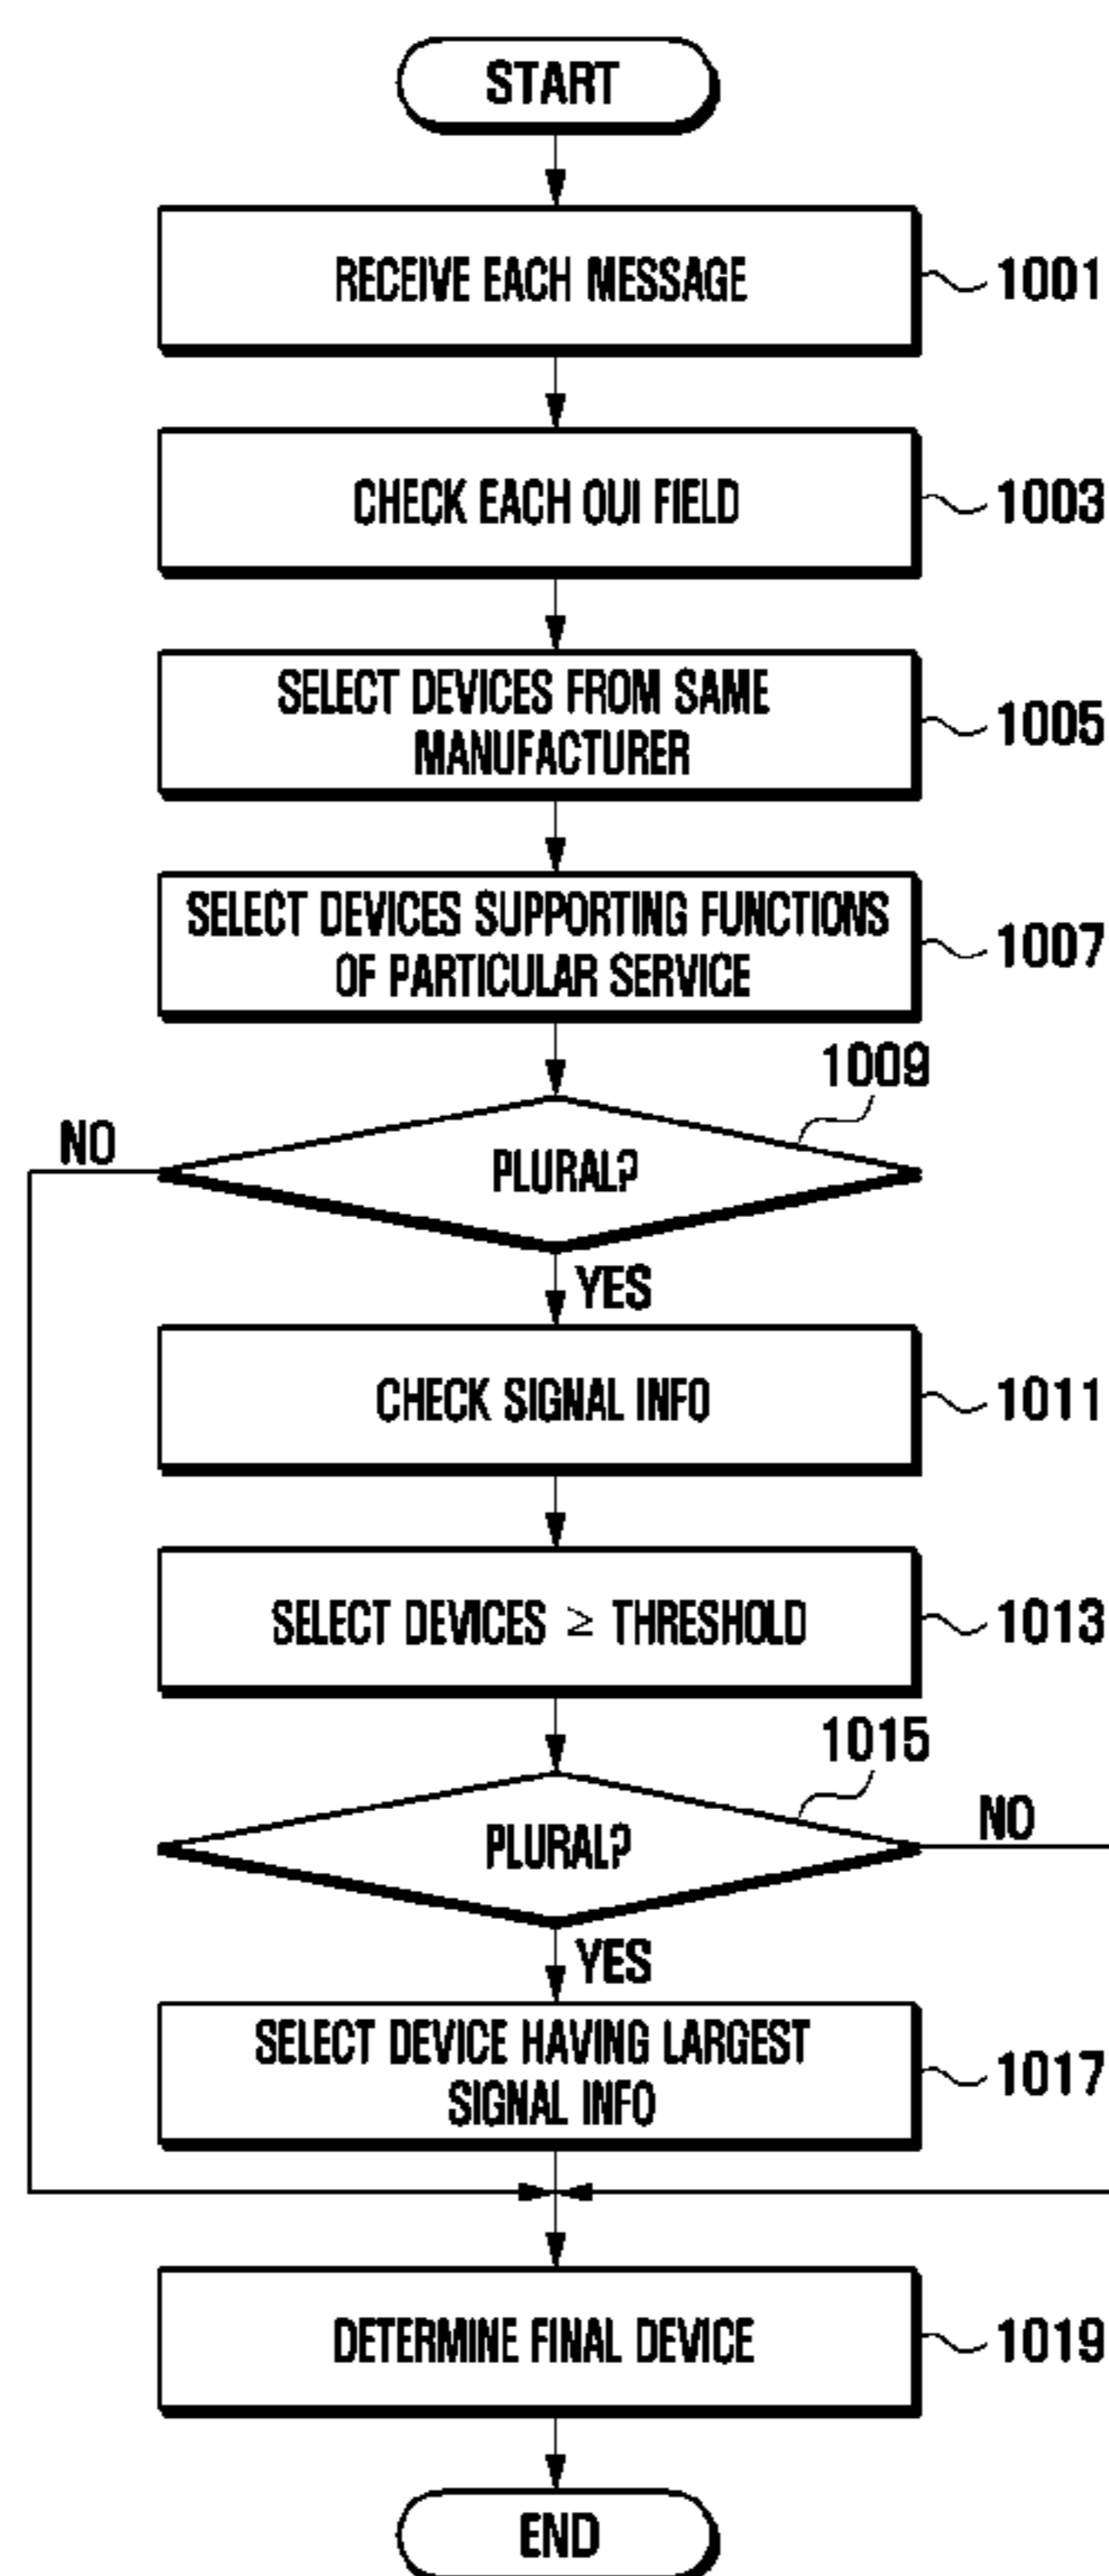 START
RECEIVE EACH MESSAGE
1001
CHECK EACH OUI FIELD
1003
SELECT DEVICES FROM SAME
MANUFACTURER
1005
SELECT DEVICES SUPPORTING FUNCTIONS
OF PARTICULAR SERVICE
1007
1009
NO
PLURAL?
YES
CHECK SIGNAL INFO
1011
SELECT DEVICES ≥ THRESHOLD
1013
1015
PLURAL?
NO
YES
SELECT DEVICE HAVING LARGEST
SIGNAL INFO
1017
DETERMINE FINAL DEVICE
1019
END